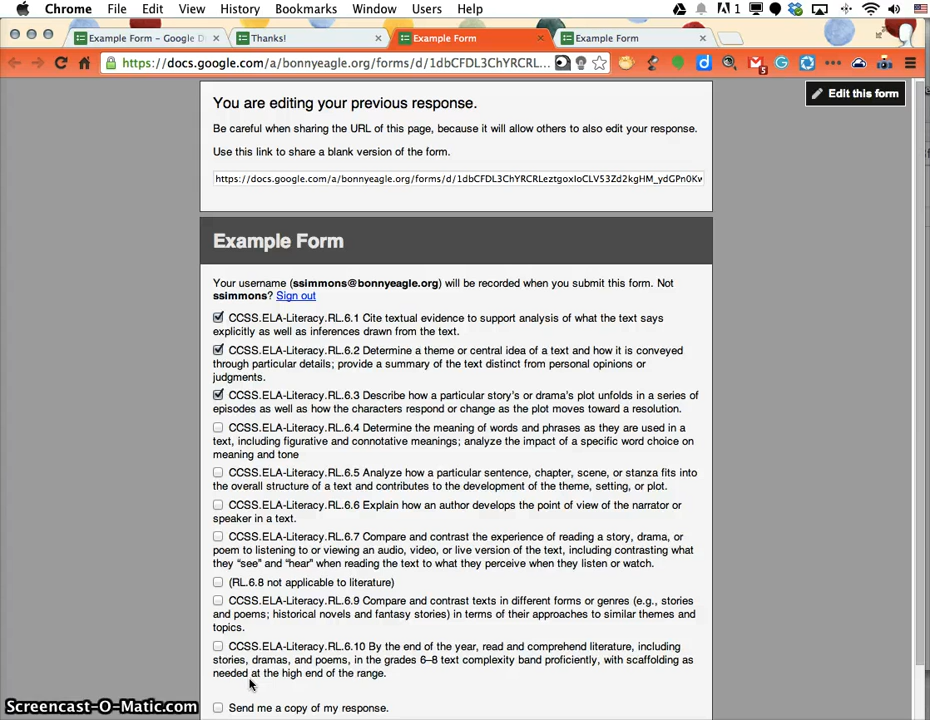 Chrome File Edit View History Bookmarks Window Users Help
1
Example Form - Google D
Thanks!
Example Form
Example Form
https://docs.google.com/a/bonnyeagle.org/forms/d/1dbCFDL3ChYRCRL...
5
You are editing your previous response.
Edit this form
Be careful when sharing the URL of this page, because it will allow others to also edit your response.
Use this link to share a blank version of the form.
Example Form
Your username (ssimmons@bonnyeagle.org) will be recorded when you submit this form. Not
ssimmons? Sign out
CCSS.ELA-Literacy.RL.6.1 Cite textual evidence to support analysis of what the text says
explicitly as well as inferences drawn from the text.
CCSS.ELA-Literacy.RL.6.2 Determine a theme or central idea of a text and how it is conveyed
through particular details; provide a summary of the text distinct from personal opinions or
judgments.
CCSS.ELA-Literacy.RL.6.3 Describe how a particular story's or drama's plot unfolds in a series of
episodes as well as how the characters respond or change as the plot moves toward a resolution.
CCSS.ELA-Literacy.RL.6.4 Determine the meaning of words and phrases as they are used in a
text, including figurative and connotative meanings; analyze the impact of a specific word choice on
meaning and tone
CCSS.ELA-Literacy.RL.6.5 Analyze how a particular sentence, chapter, scene, or stanza fits into
the overall structure of a text and contributes to the development of the theme, setting, or plot.
CCSS.ELA-Literacy.RL.6.6 Explain how an author develops the point of view of the narrator or
speaker in a text.
CCSS.ELA-Literacy.RL.6.7 Compare and contrast the experience of reading a story, drama, or
poem to listening to or viewing an audio, video, or live version of the text, including contrasting what
they “see” and “hear” when reading the text to what they perceive when they listen or watch.
(RL.6.8 not applicable to literature)
CCSS.ELA-Literacy.RL.6.9 Compare and contrast texts in different forms or genres (e.g., stories
and poems; historical novels and fantasy stories) in terms of their approaches to similar themes and
topics.
CCSS.ELA-Literacy.RL.6.10 By the end of the year, read and comprehend literature, including
stories, dramas, and poems, in the grades 6–8 text complexity band proficiently, with scaffolding as
needed at the high end of the range.
Send me a copy of my response.
Screencast-O-Matic.com